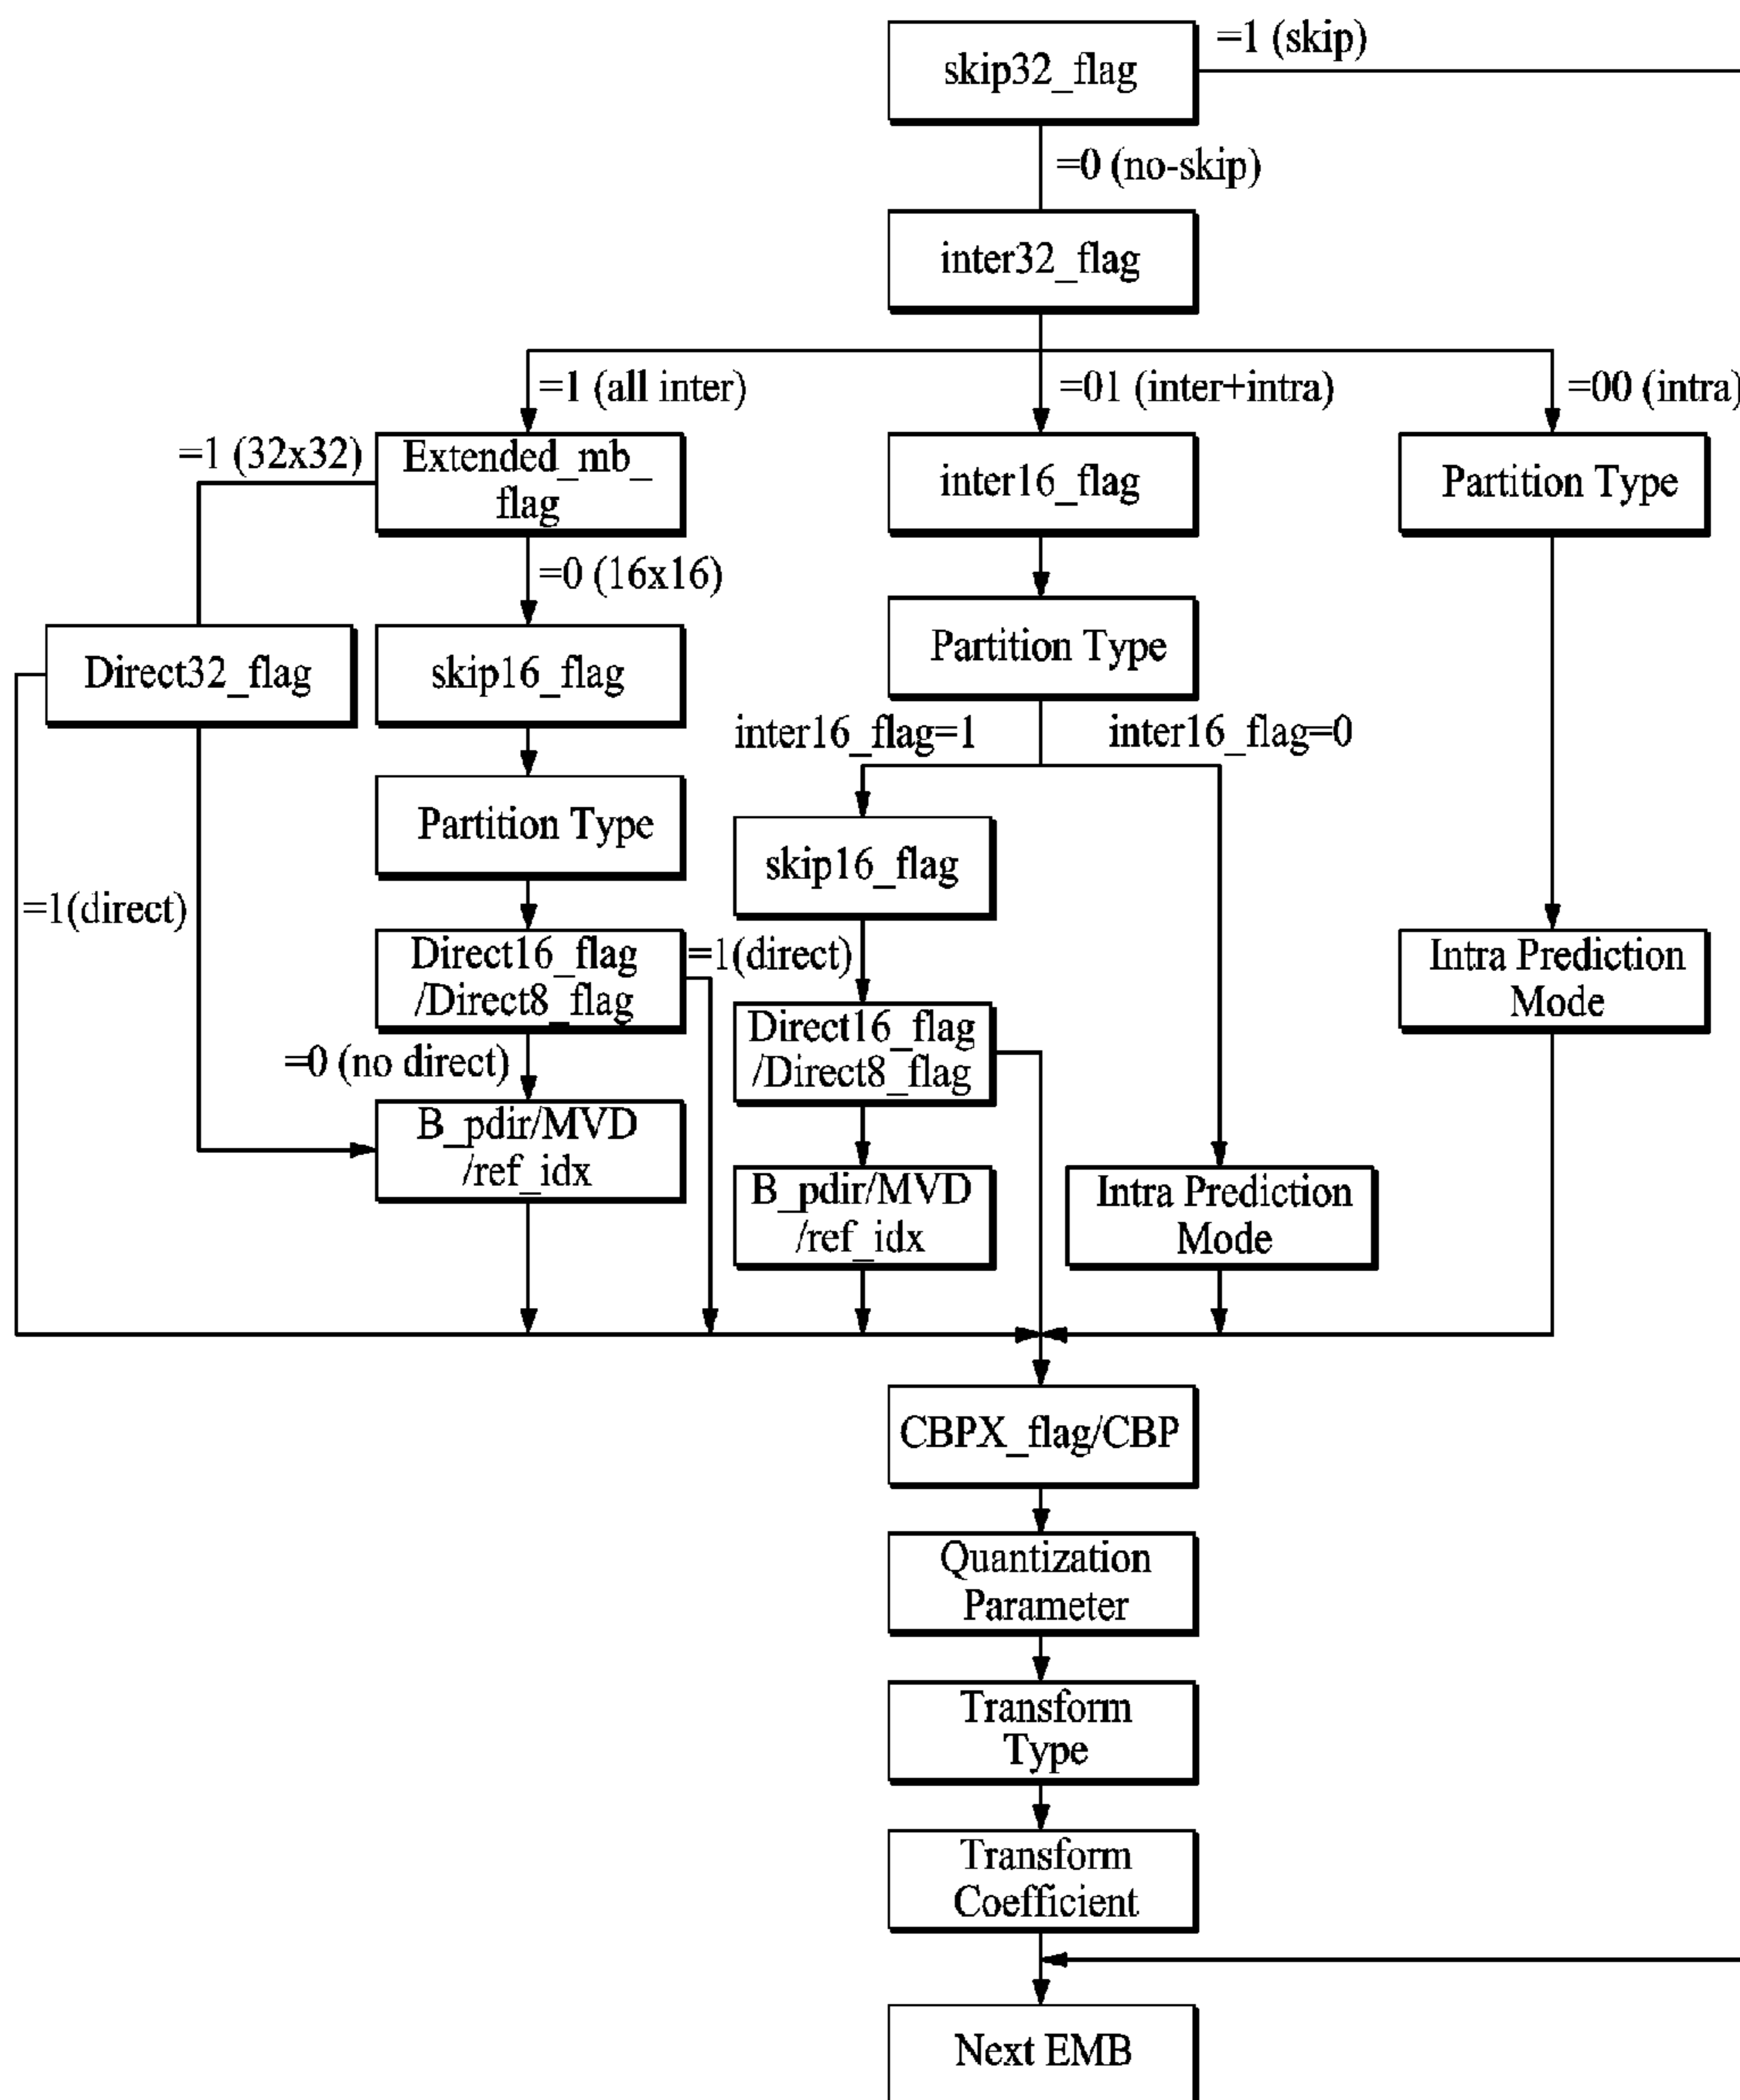 skip32_flag
=1 (skip)
=0 (no-skip)
inter32_flag
=1 (all inter)
=01 (inter+intra)
=00 (intra)
=1 (32x32)
Extended_mb_
flag
inter16_flag
Partition Type
=0 (16x16)
Direct32_flag
skip16_flag
Partition Type
inter16_flag=1
inter16_flag=0
Partition Type
skip16_flag
=1(direct)
Direct16_flag
/Direct8_flag
=1(direct)
Intra Prediction
Mode
Direct16_flag
/Direct8_flag
=0 (no direct)
B_pdir/MVD
/ref_idx
B_pdir/MVD
/ref_idx
Intra Prediction
Mode
CBPX_flag/CBP
Quantization
Parameter
Transform
Type
Transform
Coefficient
Next EMB